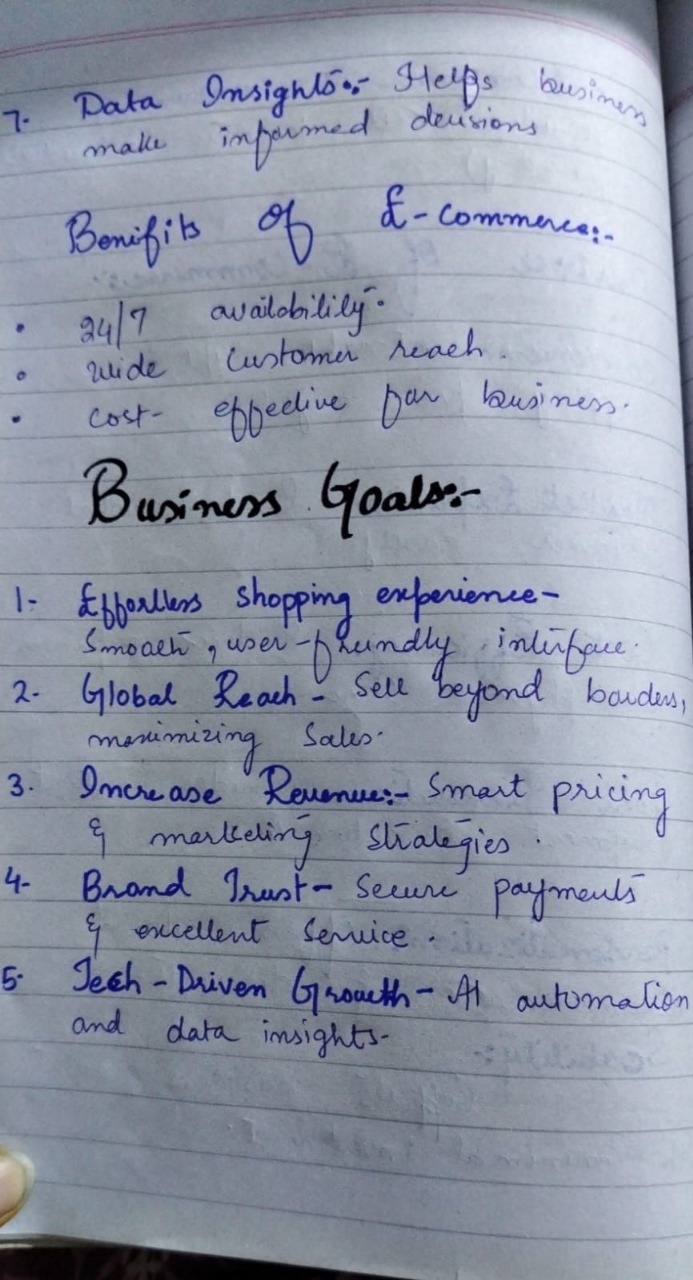 7. Data Insights:- Helps business
make informed decisions
Benifits of E-commerce:-
• 24/7 availability.
• wide customer reach.
• cost- effective for business.
Business Goals:-
1- Effortless shopping experience-
Smooth, user-friendly interface.
2- Global Reach- Sell beyond borders,
maximizing Sales.
3. Increase Revenue:- Smart pricing
& marketing strategies.
4- Brand Trust- Secure payments
& excellent Service.
5- Tech-Driven Growth- AI automation
and data insights-